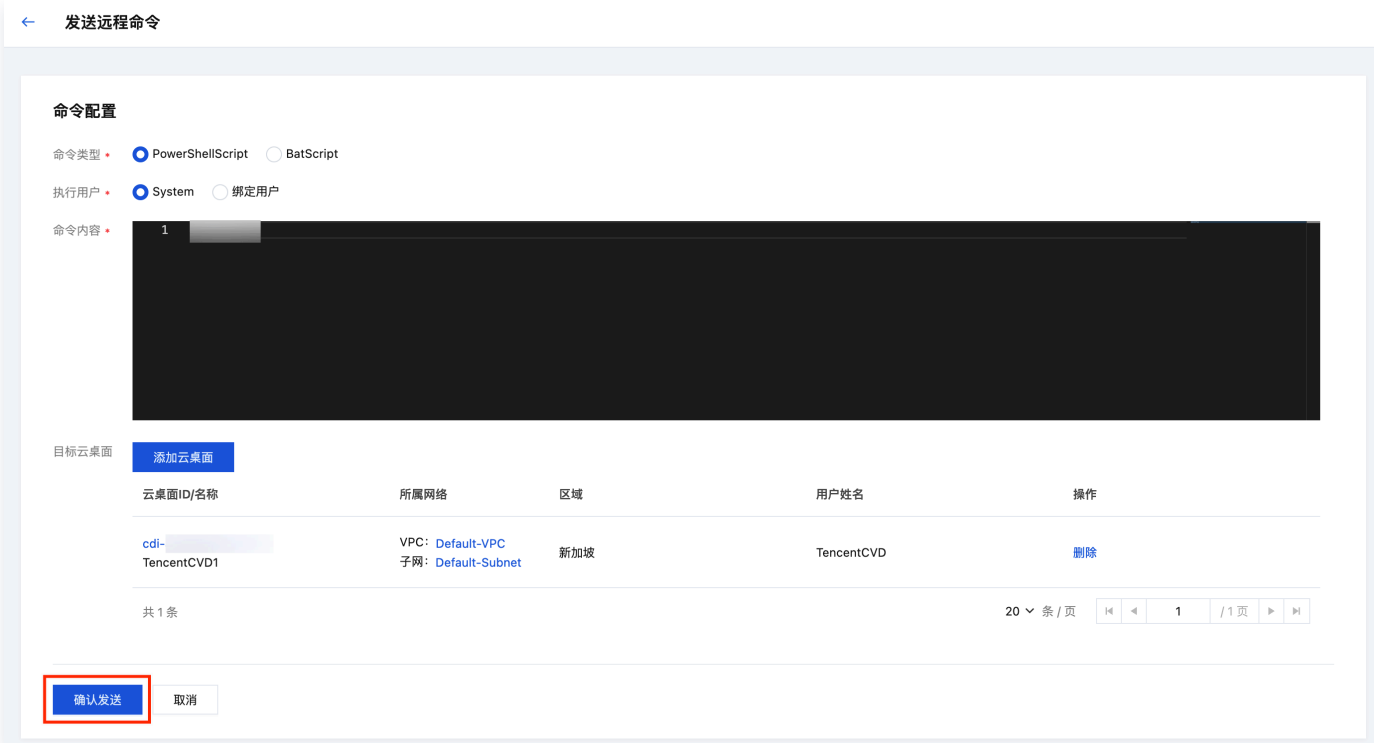 发送远程命令
命令配置
命令类型 * PowerShellScript BatScript
执行用户 * System 绑定用户
命令内容 * 1
目标云桌面 添加云桌面
云桌面ID/名称 所属网络 区域 用户姓名 操作
cdi- VPC： Default-VPC
TencentCVD1 子网： Default-Subnet 新加坡 TencentCVD 删除
共 1 条 20 条 / 页 1 / 1 页
确认发送 取消